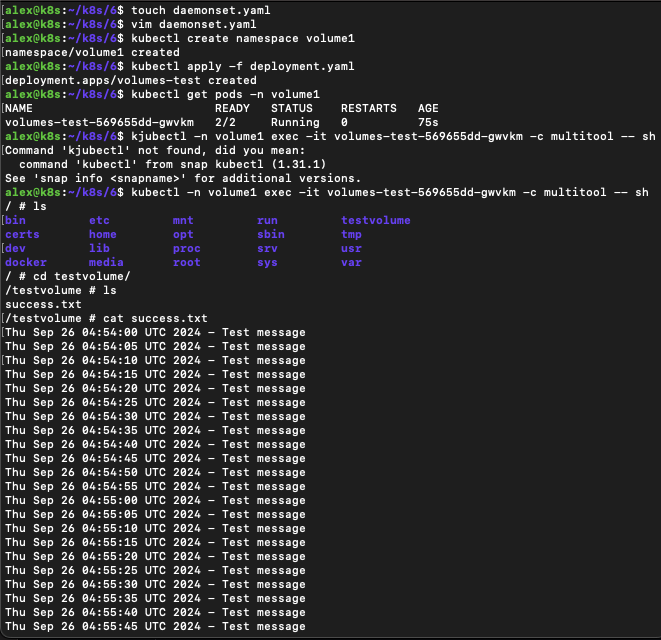 alex@k8s:~/k8s/6$ touch daemonset.yaml
alex@k8s:~/k8s/6$ vim daemonset.yaml
alex@k8s:~/k8s/6$ kubectl create namespace volume1
namespace/volume1 created
alex@k8s:~/k8s/6$ kubectl apply -f deployment.yaml
deployment.apps/volumes-test created
alex@k8s:~/k8s/6$ kubectl get pods -n volume1
NAME                          READY   STATUS    RESTARTS   AGE
volumes-test-569655dd-gwvkm   2/2     Running   0          75s
alex@k8s:~/k8s/6$ kjubectl -n volume1 exec -it volumes-test-569655dd-gwvkm -c multitool -- sh
Command 'kjubectl' not found, did you mean:
  command 'kubectl' from snap kubectl (1.31.1)
See 'snap info <snapname>' for additional versions.
alex@k8s:~/k8s/6$ kubectl -n volume1 exec -it volumes-test-569655dd-gwvkm -c multitool -- sh
/ # ls
bin         etc         mnt         run         testvolume
certs       home        opt         sbin        tmp
dev         lib         proc        srv         usr
docker      media       root        sys         var
/ # cd testvolume/
/testvolume # ls
success.txt
/testvolume # cat success.txt
Thu Sep 26 04:54:00 UTC 2024 - Test message
Thu Sep 26 04:54:05 UTC 2024 - Test message
Thu Sep 26 04:54:10 UTC 2024 - Test message
Thu Sep 26 04:54:15 UTC 2024 - Test message
Thu Sep 26 04:54:20 UTC 2024 - Test message
Thu Sep 26 04:54:25 UTC 2024 - Test message
Thu Sep 26 04:54:30 UTC 2024 - Test message
Thu Sep 26 04:54:35 UTC 2024 - Test message
Thu Sep 26 04:54:40 UTC 2024 - Test message
Thu Sep 26 04:54:45 UTC 2024 - Test message
Thu Sep 26 04:54:50 UTC 2024 - Test message
Thu Sep 26 04:54:55 UTC 2024 - Test message
Thu Sep 26 04:55:00 UTC 2024 - Test message
Thu Sep 26 04:55:05 UTC 2024 - Test message
Thu Sep 26 04:55:10 UTC 2024 - Test message
Thu Sep 26 04:55:15 UTC 2024 - Test message
Thu Sep 26 04:55:20 UTC 2024 - Test message
Thu Sep 26 04:55:25 UTC 2024 - Test message
Thu Sep 26 04:55:30 UTC 2024 - Test message
Thu Sep 26 04:55:35 UTC 2024 - Test message
Thu Sep 26 04:55:40 UTC 2024 - Test message
Thu Sep 26 04:55:45 UTC 2024 - Test message